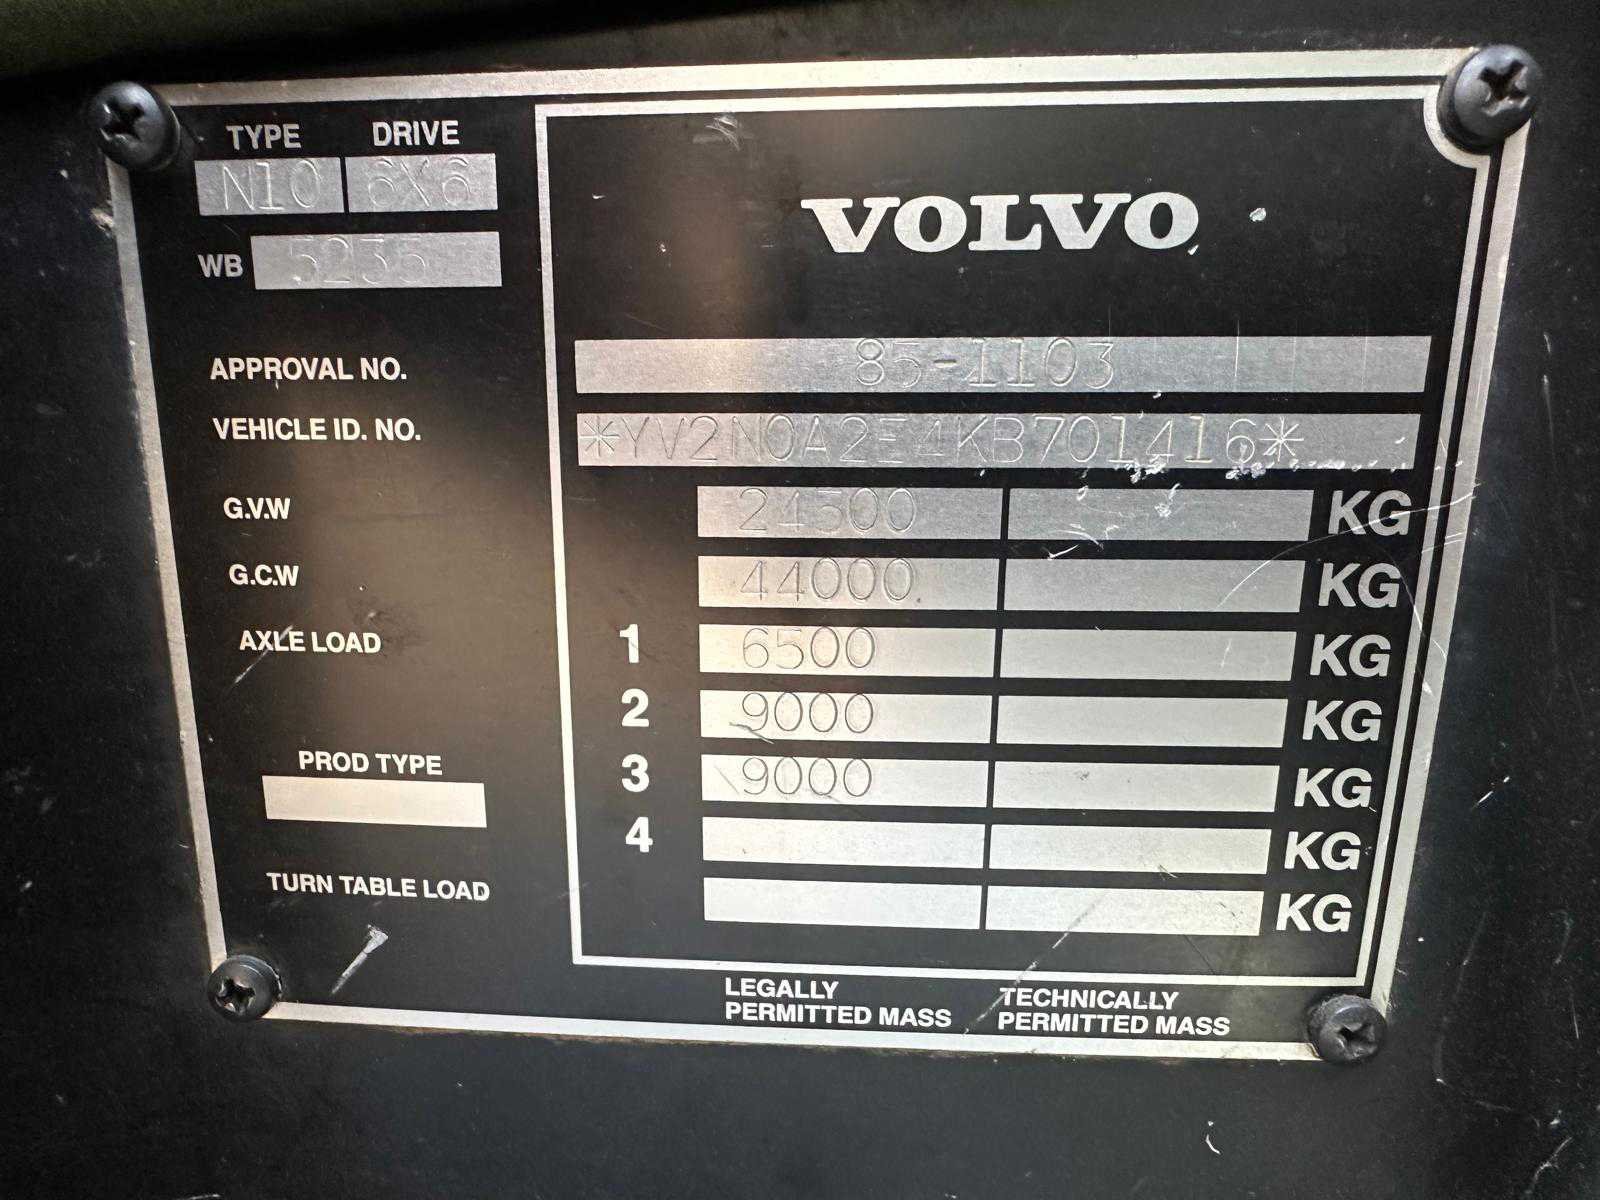 TYPE DRIVE
N10 6X6
WB 5235
VOLVO
APPROVAL NO. 85-1103
VEHICLE ID. NO. *YV2N0A2E4KB701416*
G.V.W 24500 KG
G.C.W 44000 KG
AXLE LOAD 1 6500 KG
2 9000 KG
PROD TYPE 3 9000 KG
4 KG
TURN TABLE LOAD KG
LEGALLY TECHNICALLY
PERMITTED MASS PERMITTED MASS